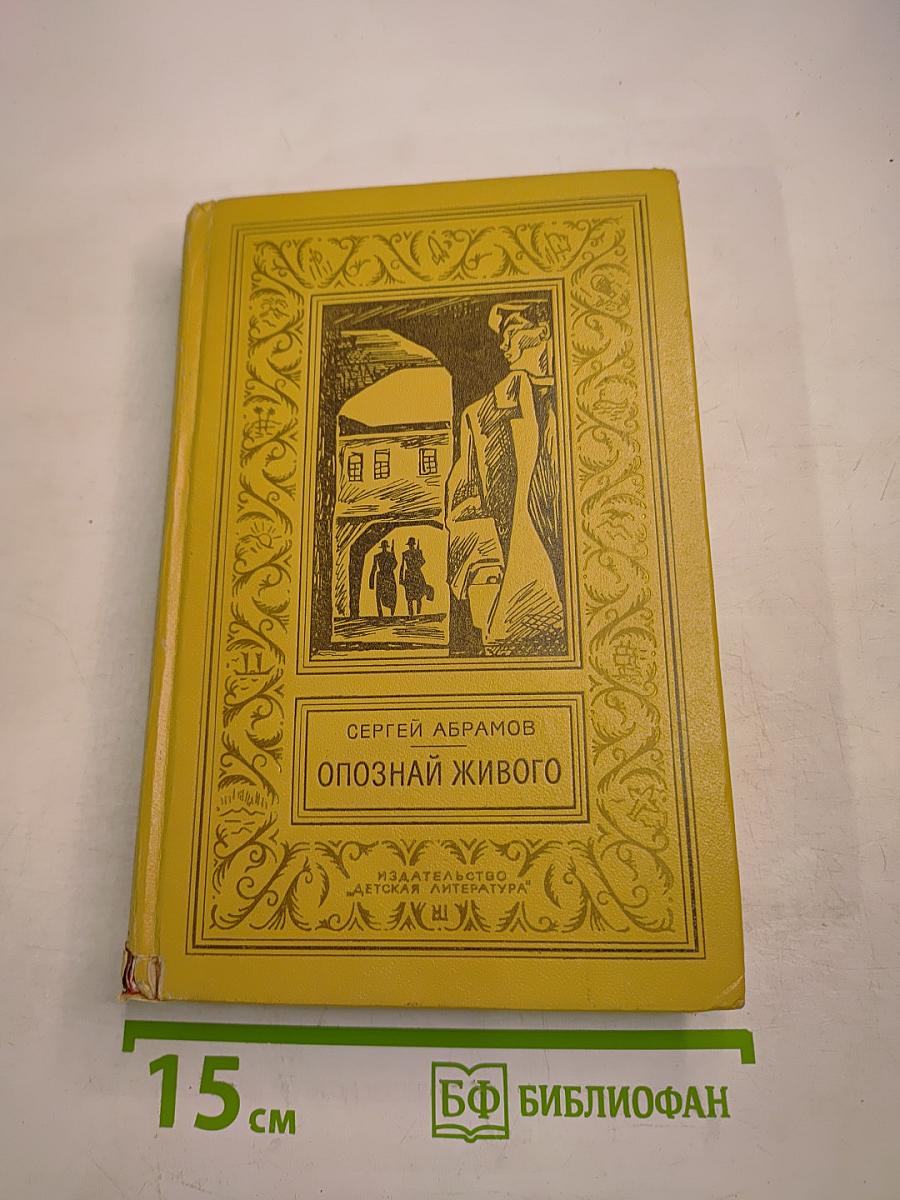 СЕРГЕЙ АБРАМОВ
ОПОЗНАЙ ЖИВОГО
ИЗДАТЕЛЬСТВО
„ДЕТСКАЯ ЛИТЕРАТУРА"
15 см
БФ БИБЛИОФАН